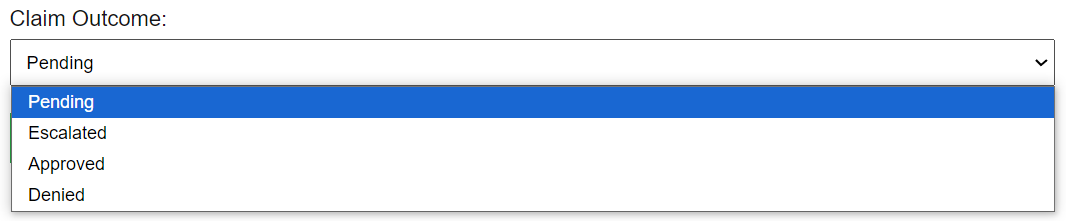 Claim Outcome:
Pending
Pending
Escalated
Approved
Denied